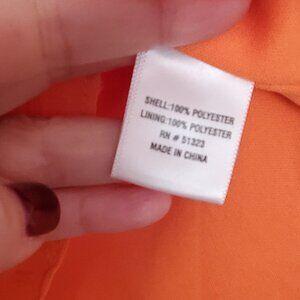 SHELL:100% POLYESTER
LINING:100% POLYESTER
RN # 51323
MADE IN CHINA